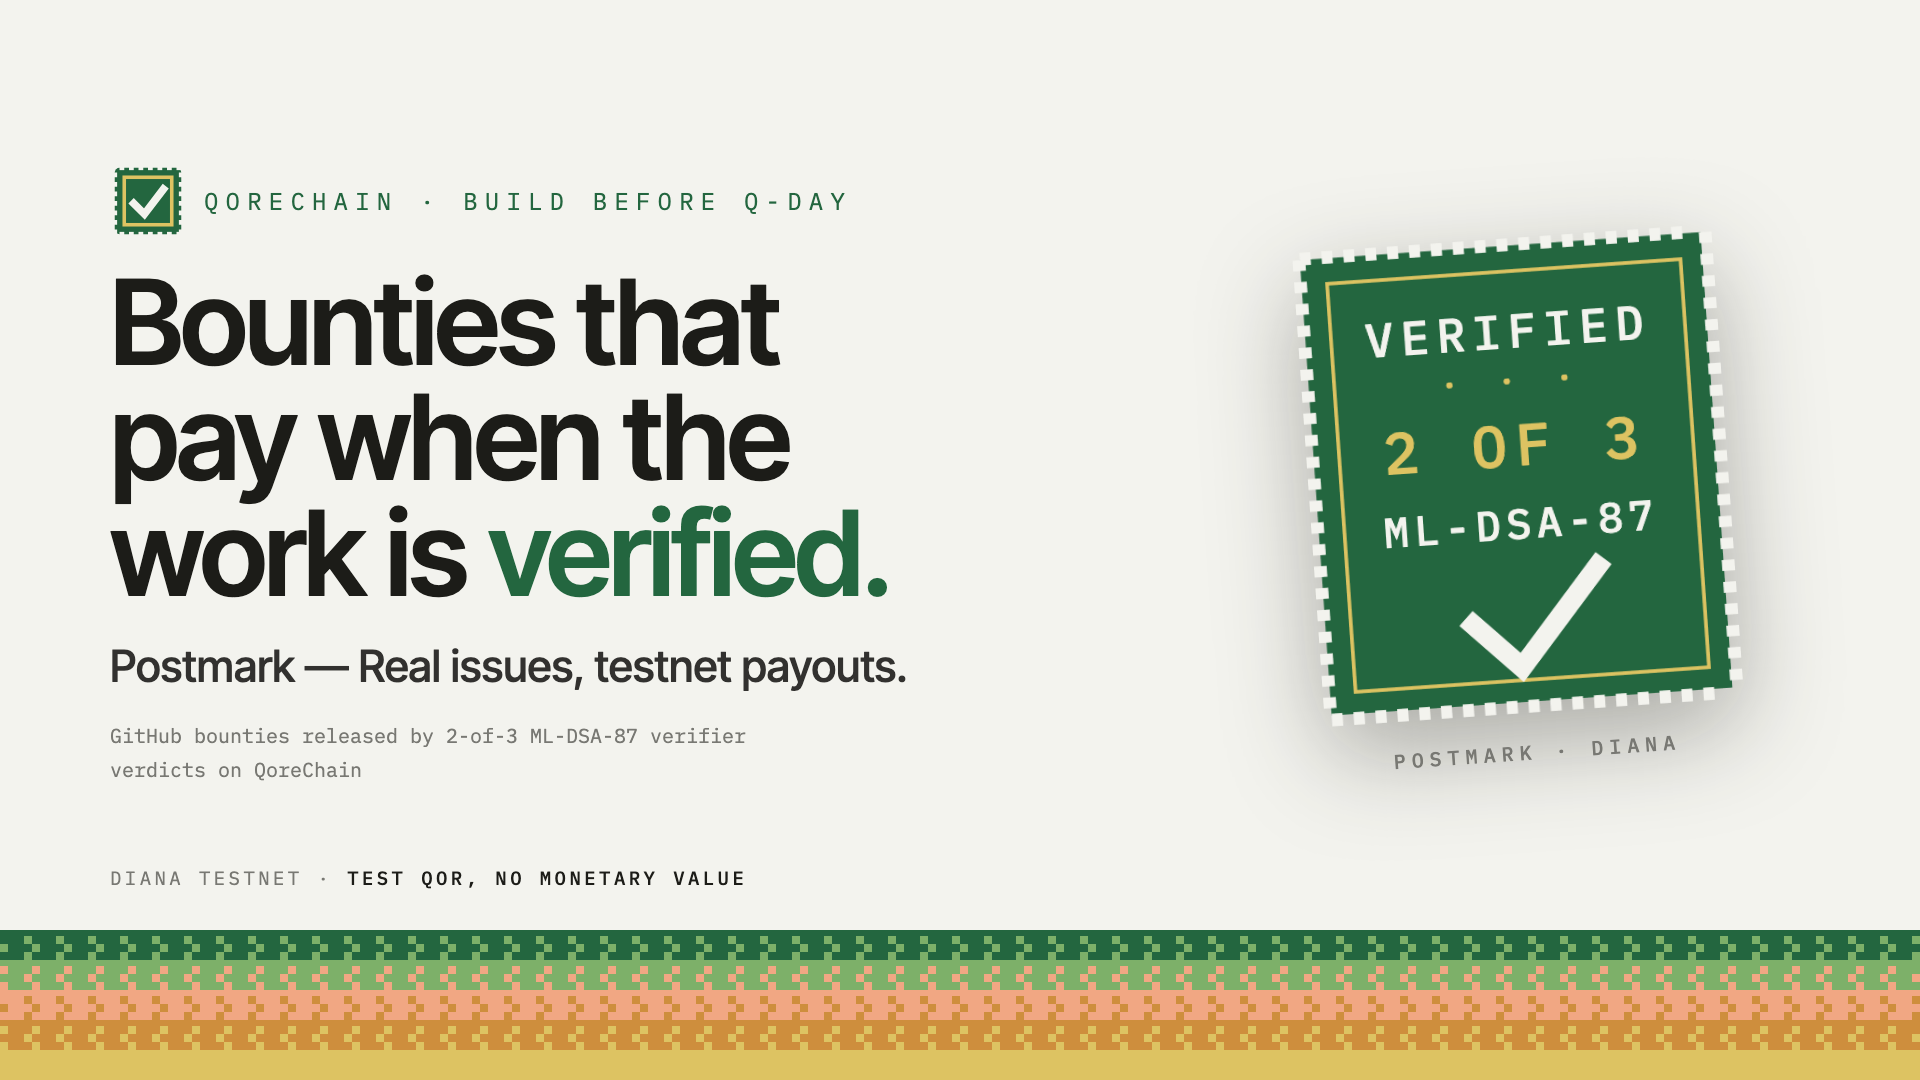 QORECHAIN · BUILD BEFORE Q-DAY
Bounties that
pay when the
work is verified.
Postmark — Real issues, testnet payouts.
GitHub bounties released by 2-of-3 ML-DSA-87 verifier
verdicts on QoreChain
DIANA TESTNET · TEST QOR, NO MONETARY VALUE
VERIFIED
· · ·
2 OF 3
ML-DSA-87
POSTMARK · DIANA